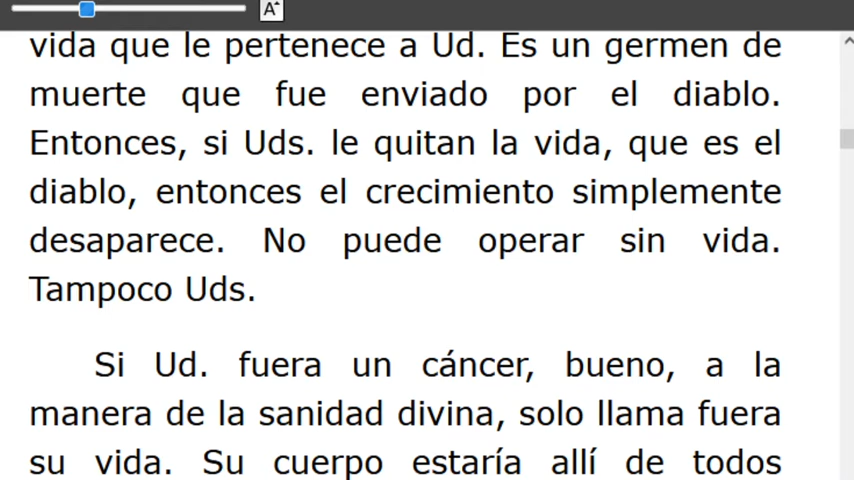 A
vida que le pertenece a Ud. Es un germen de
muerte que fue enviado por el diablo.
Entonces, si Uds. le quitan la vida, que es el
diablo, entonces el crecimiento simplemente
desaparece. No puede operar sin vida.
Tampoco Uds.
Si Ud. fuera un cáncer, bueno, a la
manera de la sanidad divina, solo llama fuera
su vida. Su cuerpo estaría allí de todos